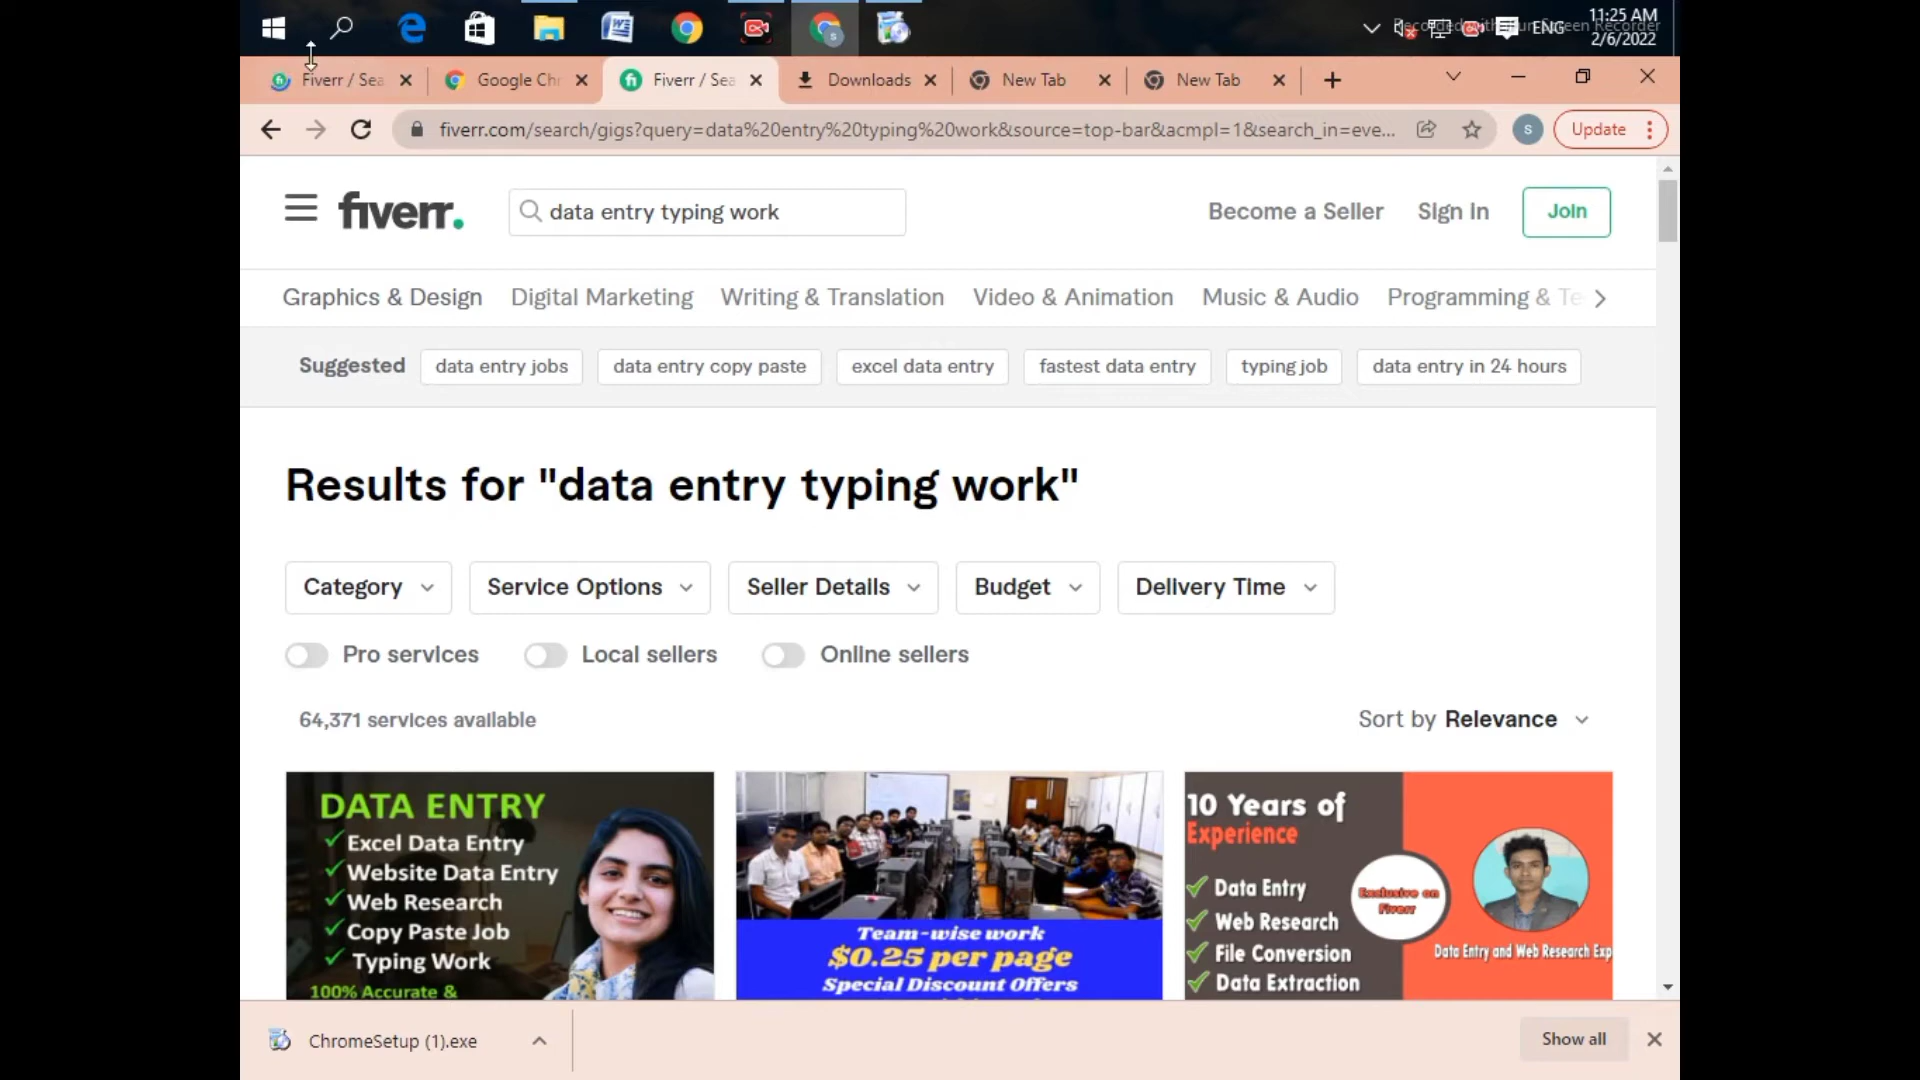 11:25 AM
ENG
2/6/2022
Fiverr / Sea
Google Chr
Fiverr / Sea
Downloads
New Tab
New Tab
fiverr.com/search/gigs?query=data%20entry%20typing%20work&source=top-bar&acmpl=1&search_in=eve...
S
Update
fiverr.
data entry typing work
Become a Seller
Sign In
Join
Graphics & Design
Digital Marketing
Writing & Translation
Video & Animation
Music & Audio
Programming & Te
Suggested
data entry jobs
data entry copy paste
excel data entry
fastest data entry
typing job
data entry in 24 hours
Results for "data entry typing work"
Category
Service Options
Seller Details
Budget
Delivery Time
Pro services
Local sellers
Online sellers
64,371 services available
Sort by Relevance
DATA ENTRY
Excel Data Entry
Website Data Entry
Web Research
Copy Paste Job
Typing Work
100% Accurate &
Team-wise work
$0.25 per page
Special Discount Offers
10 Years of
Experience
Data Entry
Web Research
File Conversion
Data Extraction
Exclusive on
Fiverr
Data Entry and Web Research Exp
ChromeSetup (1).exe
Show all